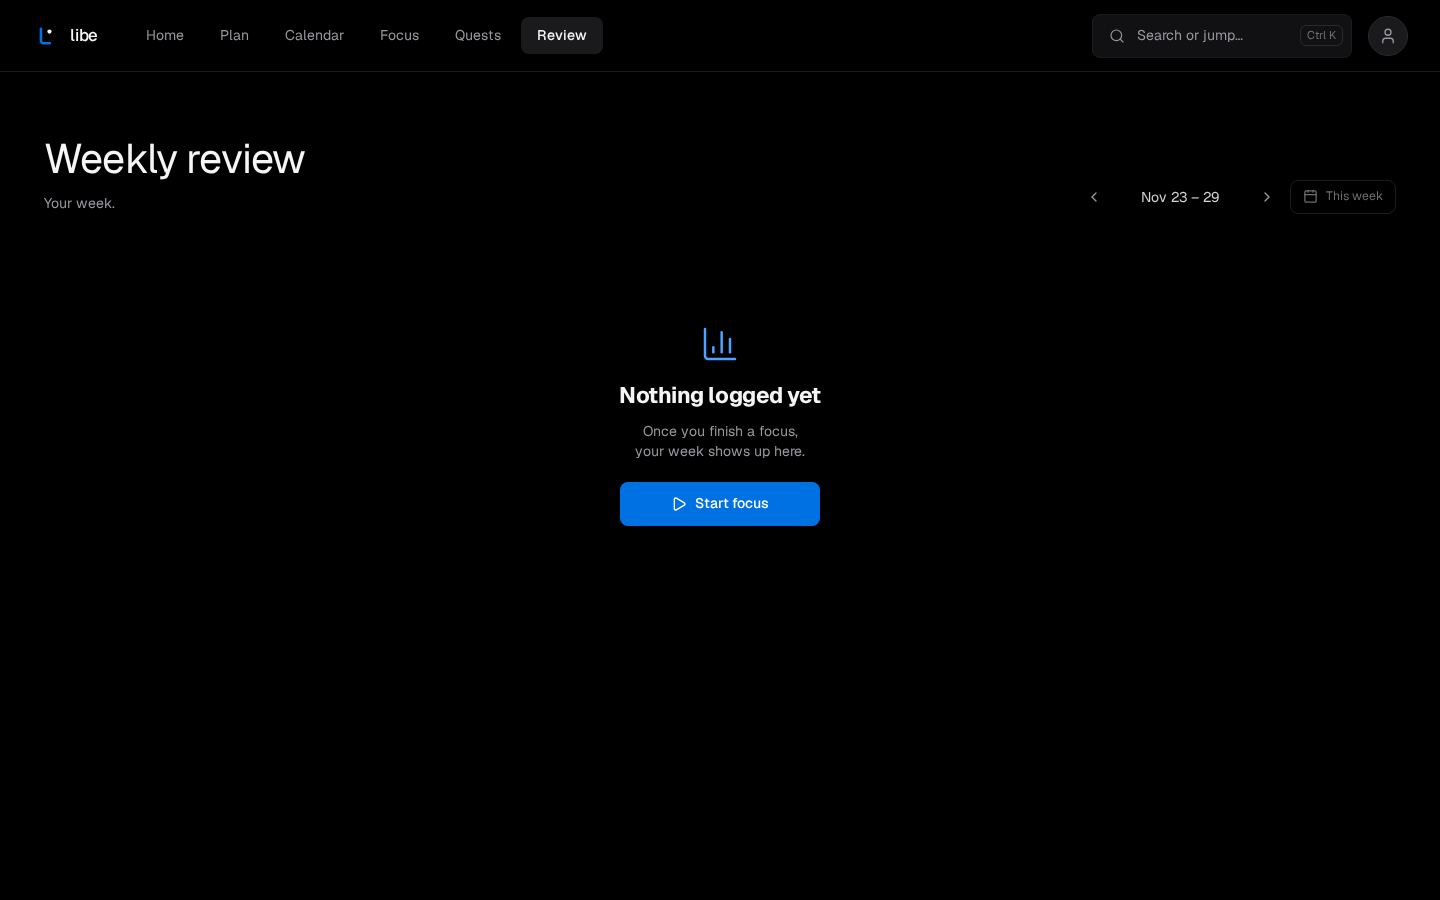 libe
Home
Plan
Calendar
Focus
Quests
Review
Search or jump...
Ctrl K
Weekly review
Your week.
Nov 23 – 29
This week
Nothing logged yet
Once you finish a focus,
your week shows up here.
Start focus